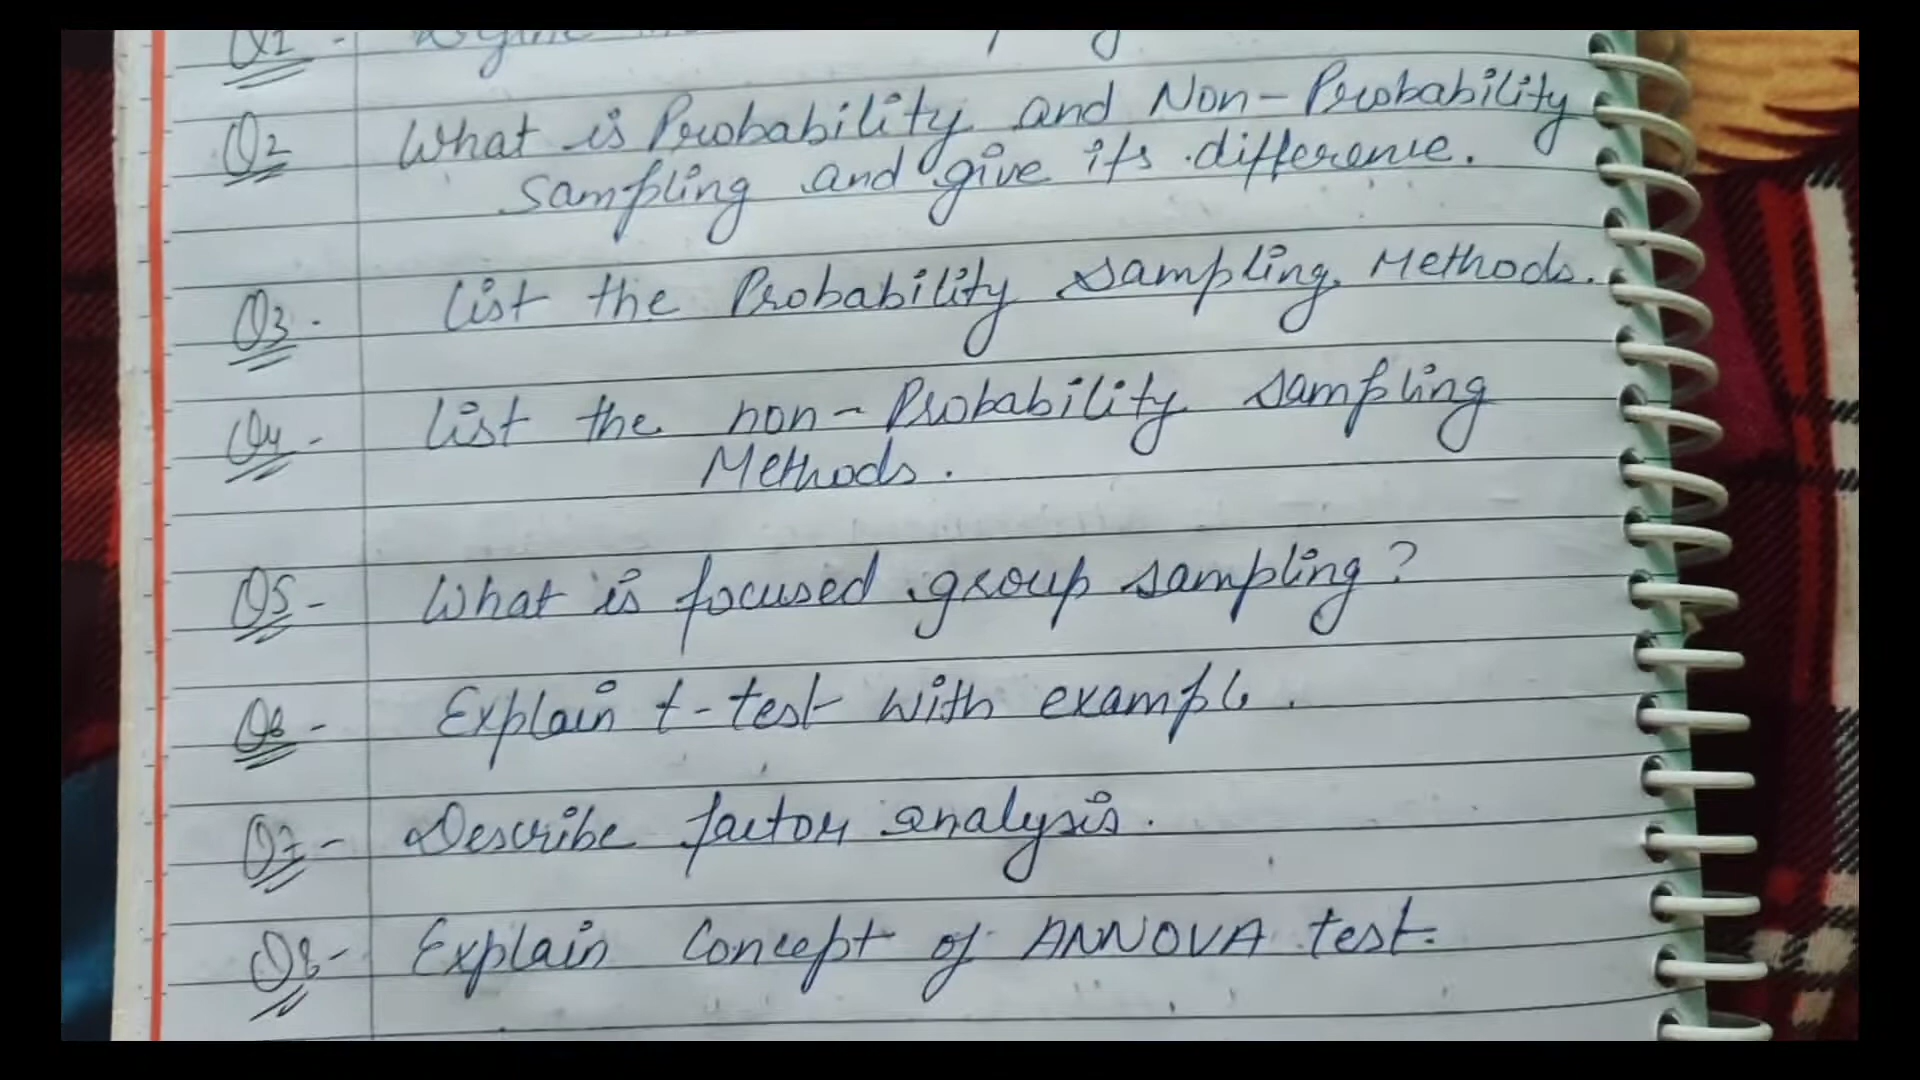 Q1 - Define
Q2 What is Probability and Non-Probability
sampling and give its difference.
Q3. List the Probability sampling Methods.
Q4- List the non-Probability sampling
Methods.
Q5- What is focused group sampling?
Q6- Explain t-test with example.
Q7- Describe factor analysis.
Q8- Explain Concept of ANNOVA test.